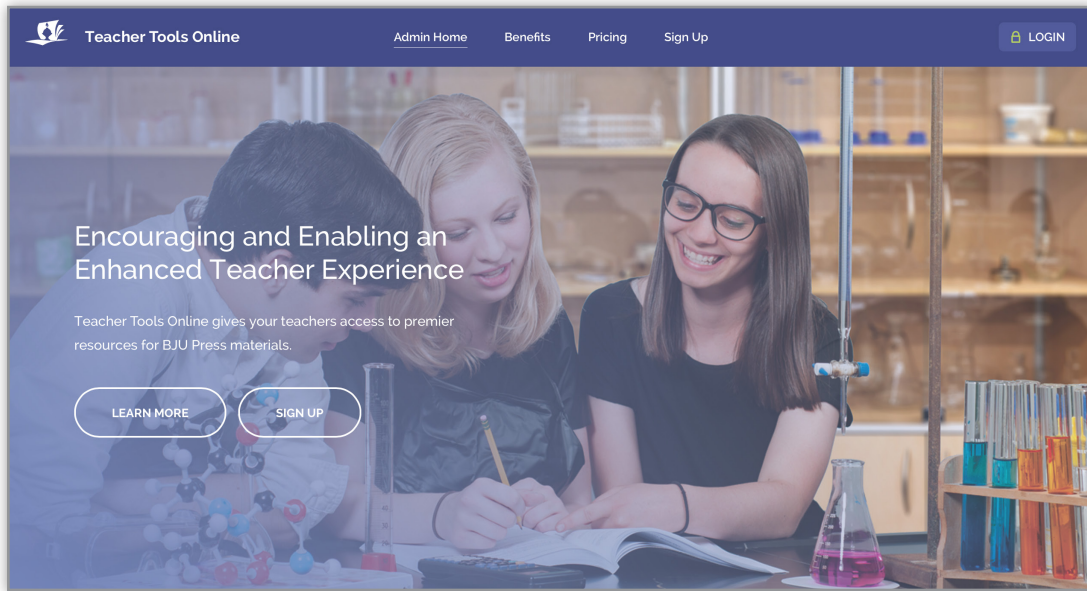 Teacher Tools Online
Admin Home
Benefits
Pricing
Sign Up
LOGIN
Encouraging and Enabling an
Enhanced Teacher Experience
Teacher Tools Online gives your teachers access to premier
resources for BJU Press materials.
LEARN MORE
SIGN UP